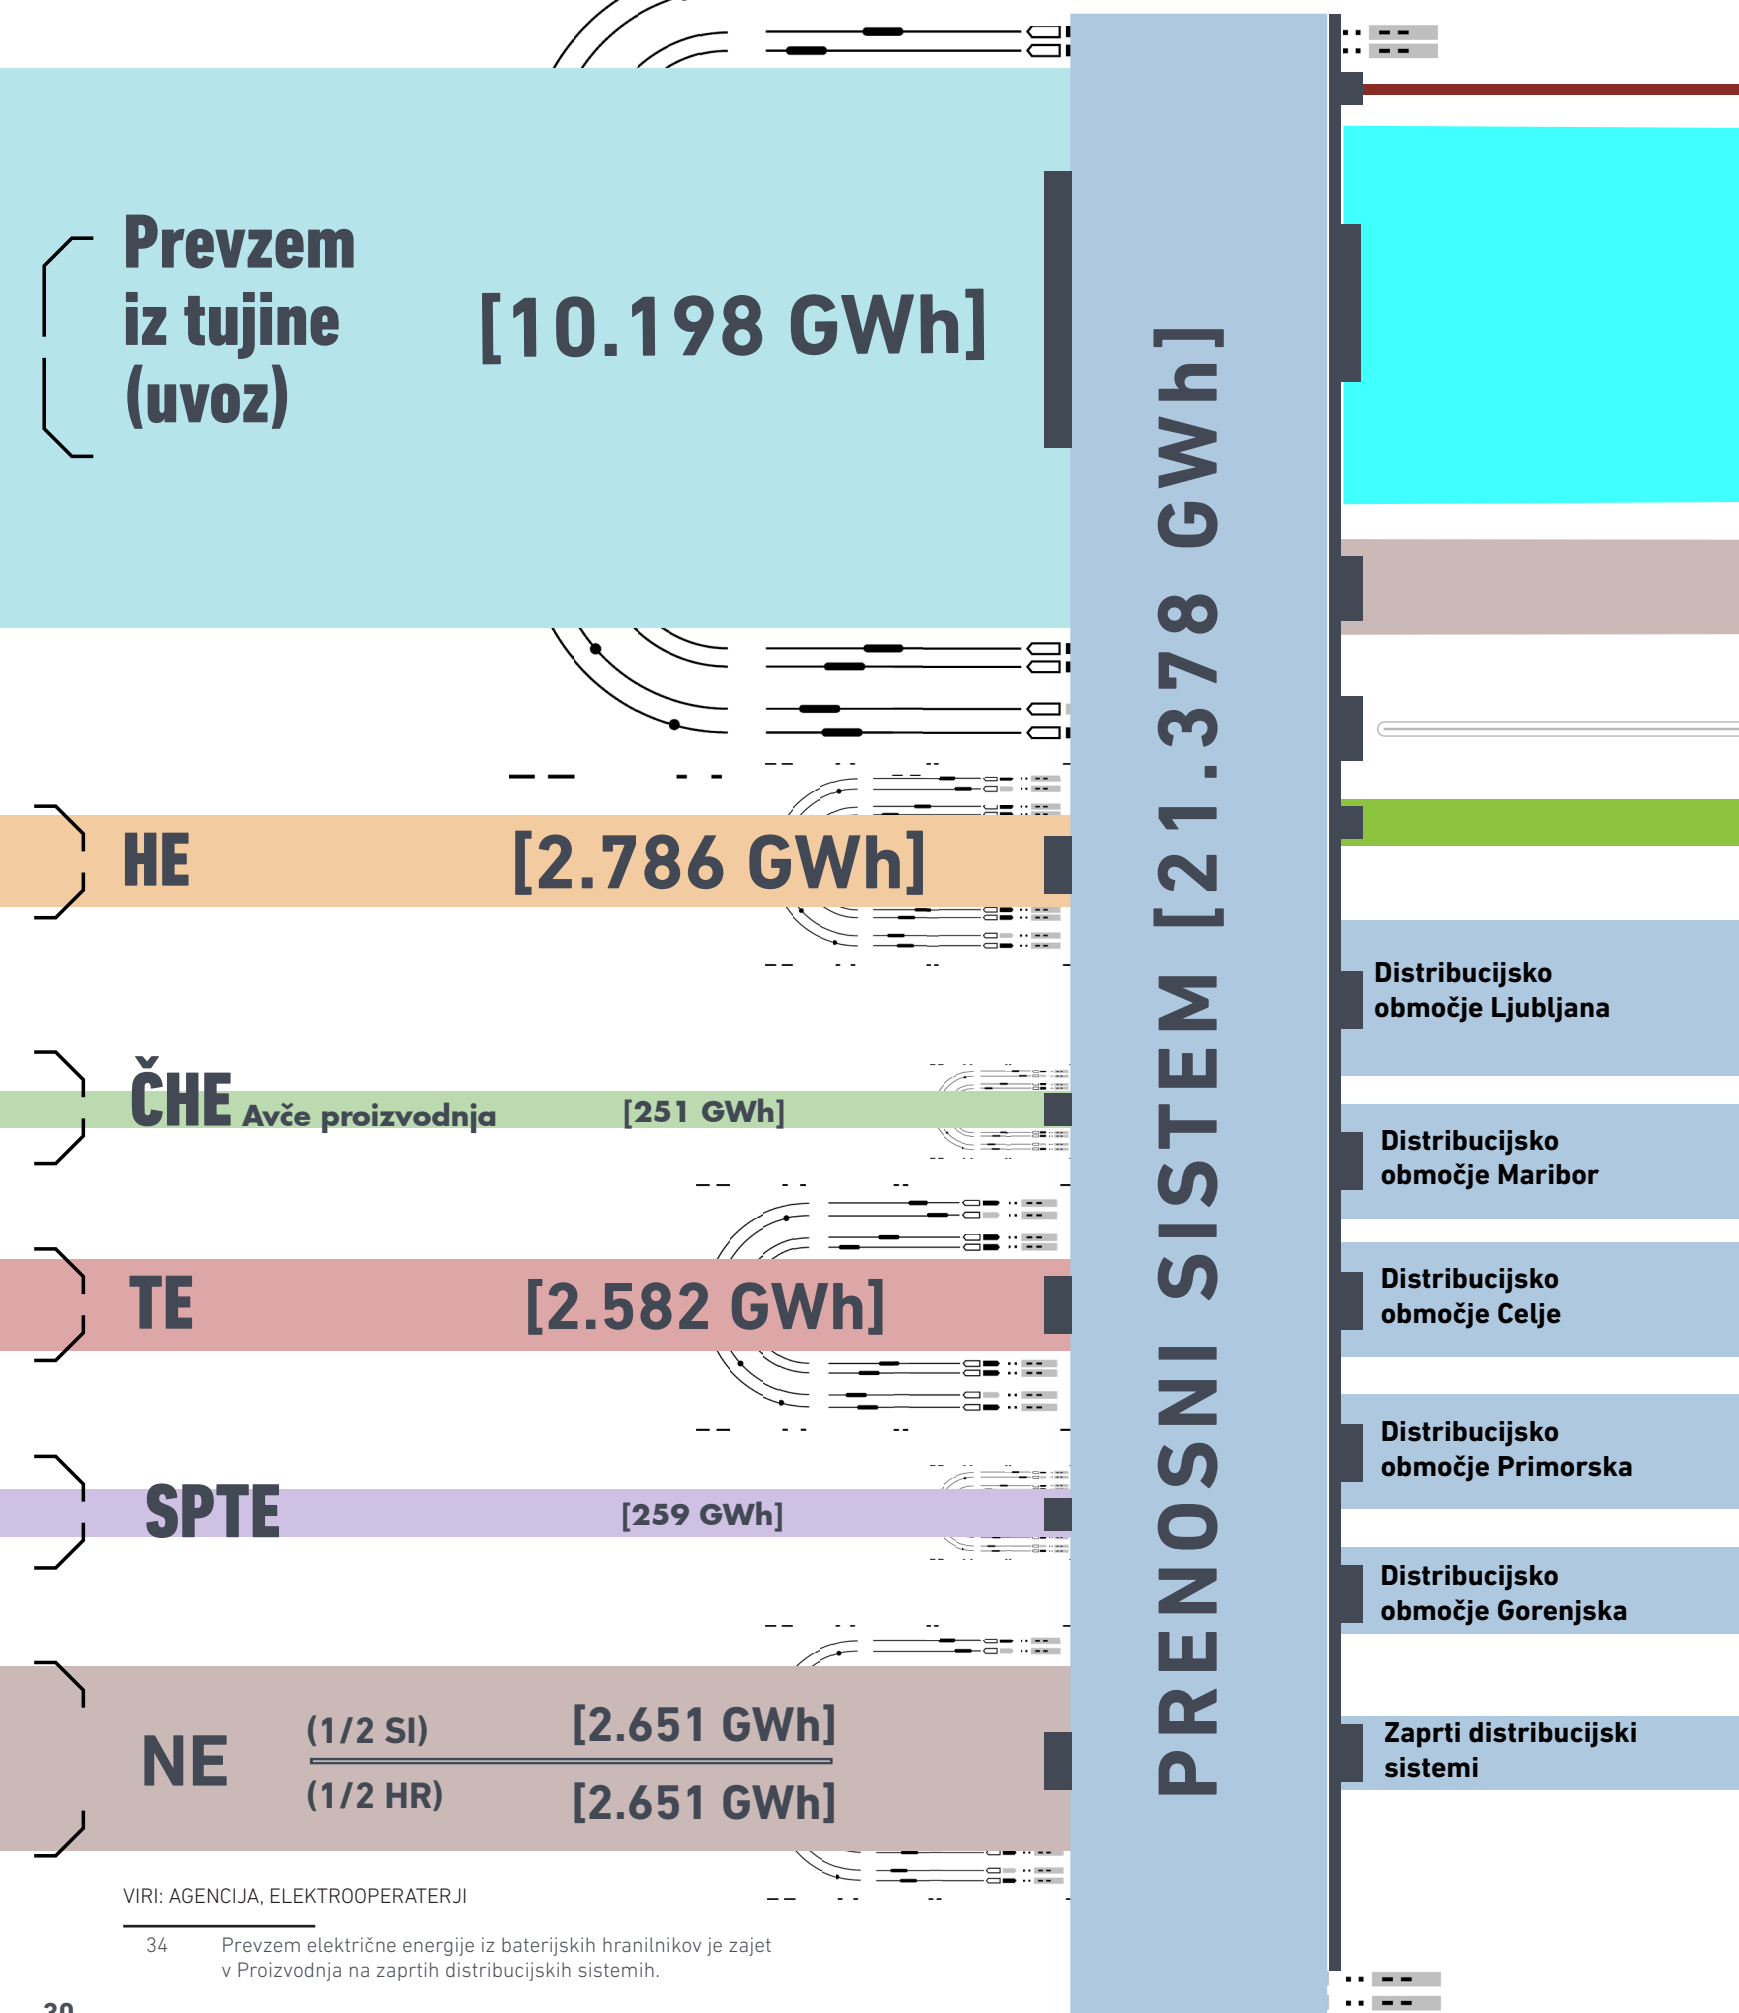 Prevzem
iz tujine
(uvoz)
[10.198 GWh]
HE
[2.786 GWh]
ČHE Avče proizvodnja
[251 GWh]
TE
[2.582 GWh]
SPTE
[259 GWh]
NE
(1/2 SI)
[2.651 GWh]
(1/2 HR)
[2.651 GWh]
PRENOSNI SISTEM [21.378 GWh]
Distribucijsko
območje Ljubljana
Distribucijsko
območje Maribor
Distribucijsko
območje Celje
Distribucijsko
območje Primorska
Distribucijsko
območje Gorenjska
Zaprti distribucijski
sistemi
VIRI: AGENCIJA, ELEKTROOPERATERJI
34 Prevzem električne energije iz baterijskih hranilnikov je zajet
v Proizvodnja na zaprtih distribucijskih sistemih.
30